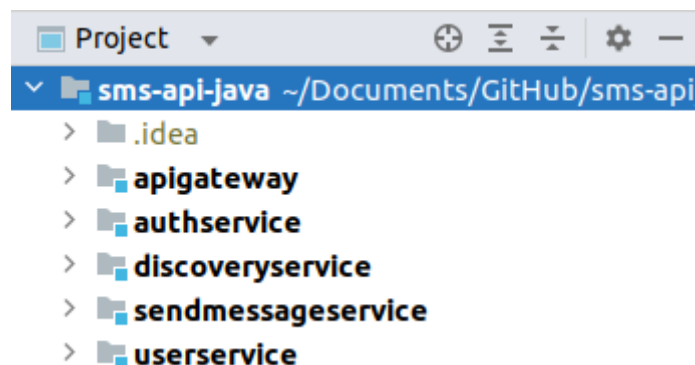 Project
sms-api-java ~/Documents/GitHub/sms-api
.idea
apigateway
authservice
discoveryservice
sendmessageservice
userservice